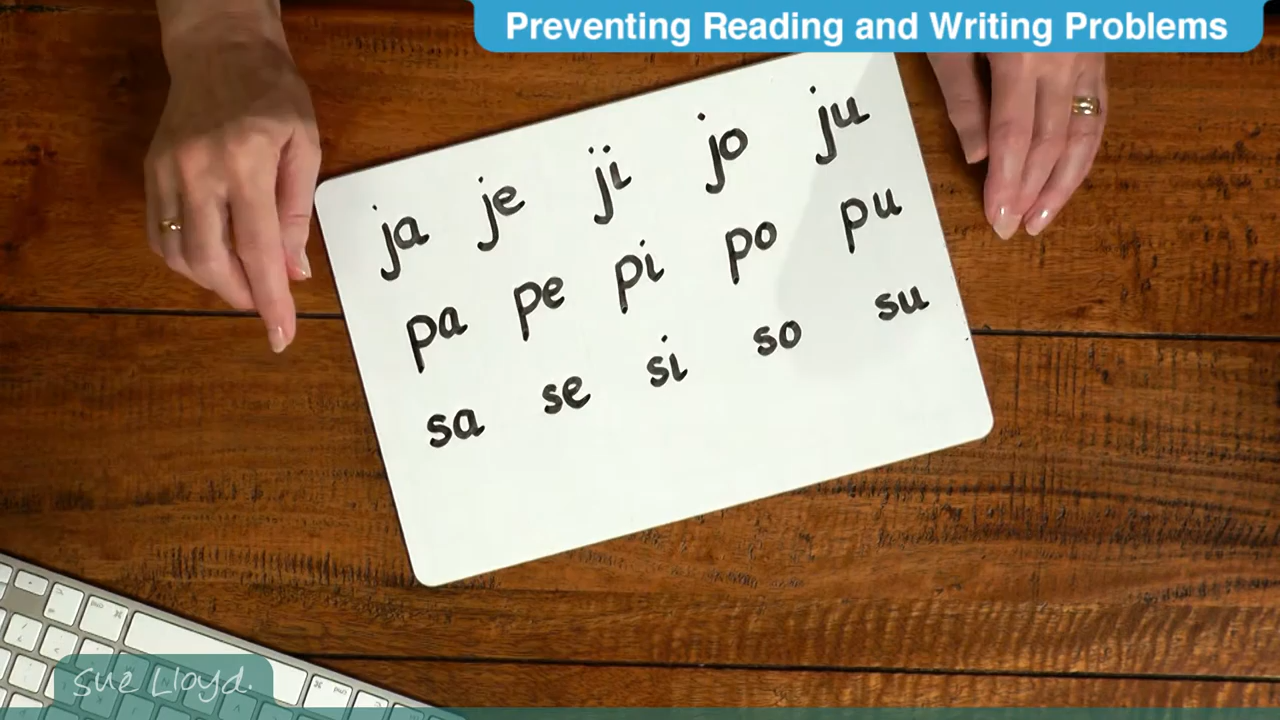 Preventing Reading and Writing Problems
ja je ji jo ju
pa pe pi po pu
sa se si so su
Sue Lloyd.